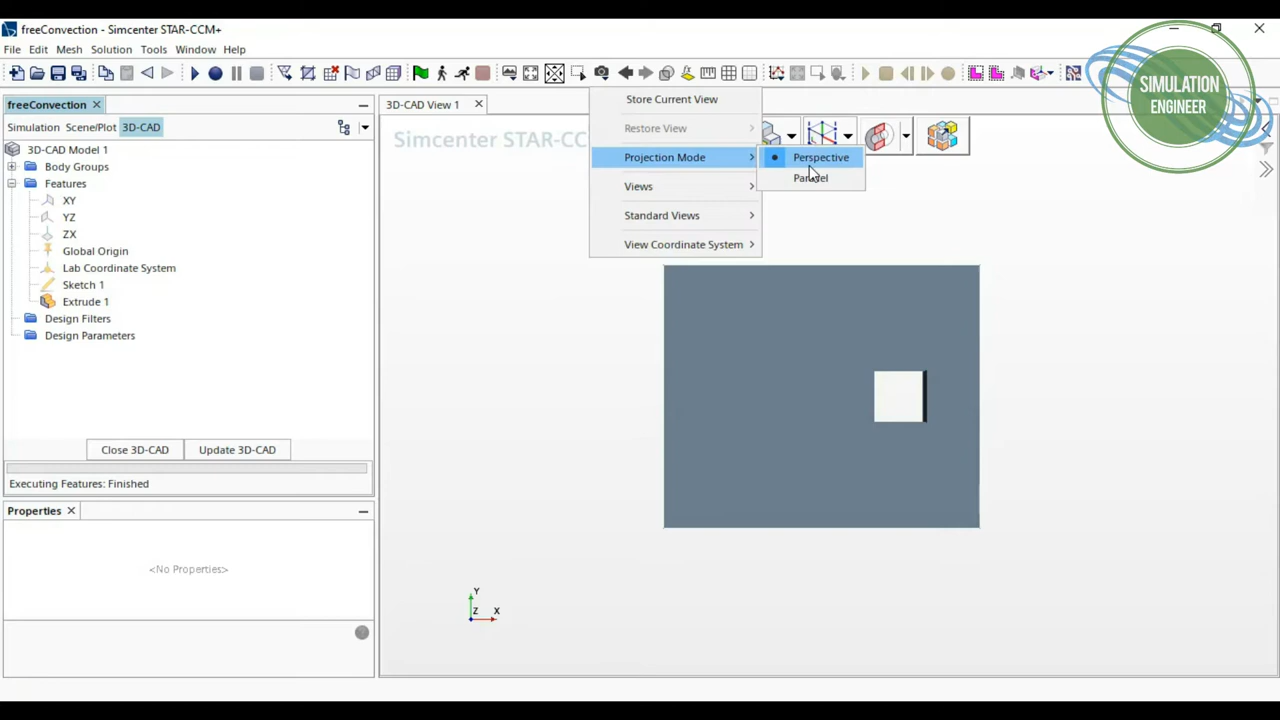 freeConvection - Simcenter STAR-CCM+
File Edit Mesh Solution Tools Window Help
SIMULATION
ENGINEER
freeConvection
3D-CAD View 1
Simulation Scene/Plot 3D-CAD
3D-CAD Model 1
Body Groups
Features
XY
YZ
ZX
Global Origin
Lab Coordinate System
Sketch 1
Extrude 1
Design Filters
Design Parameters
Close 3D-CAD Update 3D-CAD
Executing Features: Finished
Properties
<No Properties>
Simcenter STAR-CC
Store Current View
Restore View
Projection Mode
Views
Standard Views
View Coordinate System
Perspective
Parallel
Y
Z X